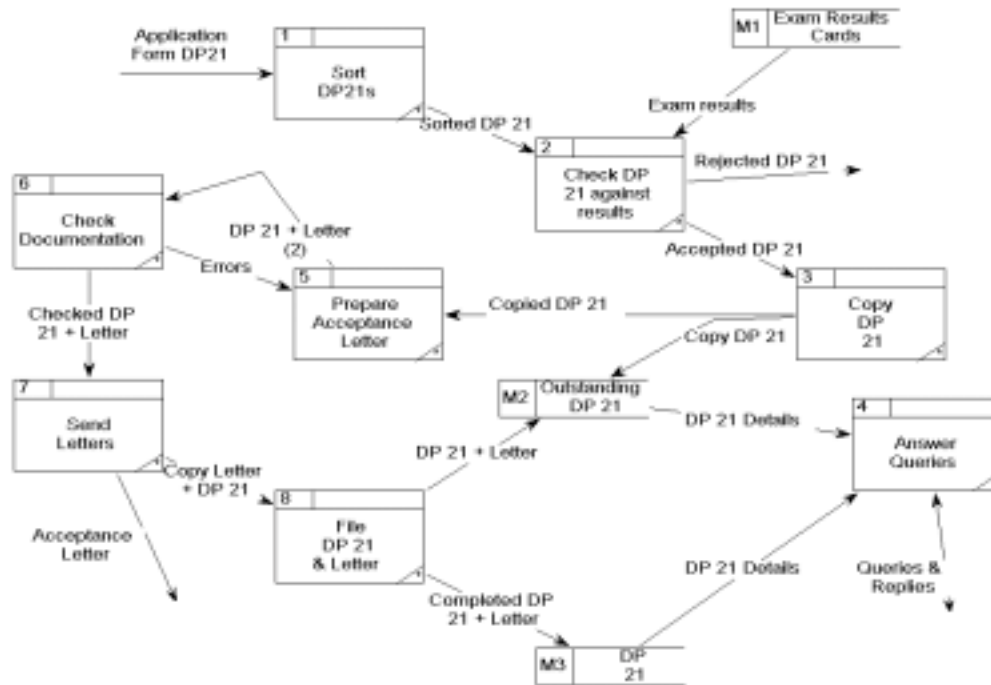 Application
Form DP21
1
Sort
DP21s
M1
Exam Results
Cards
Sorted DP 21
Exam results
2
Check DP
21 against
results
Rejected DP 21
6
Check
Documentation
DP 21 + Letter
(2)
Errors
Accepted DP 21
5
Prepare
Acceptance
Letter
Copied DP 21
3
Copy
DP
21
Copy DP 21
Checked DP
21 + Letter
7
Send
Letters
M2
Outstanding
DP 21
DP 21 Details
4
Answer
Queries
DP 21 + Letter
Copy Letter
+ DP 21
8
File
DP 21
& Letter
Acceptance
Letter
DP 21 Details
Queries &
Replies
Completed DP
21 + Letter
M3
DP
21